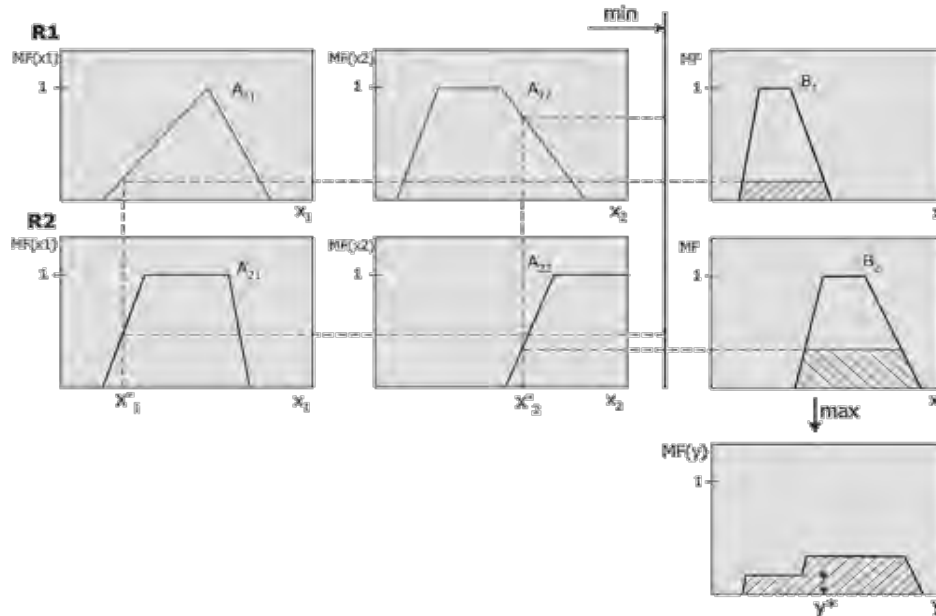 min
R1
MF(x1)
1
A11
x1
MF(x2)
1
A12
x2
MF
1
B1
x
R2
MF(x1)
1
A21
x*1
x1
MF(x2)
A22
x*2
x2
MF
1
B2
x
max
MF(y)
1
y*
y